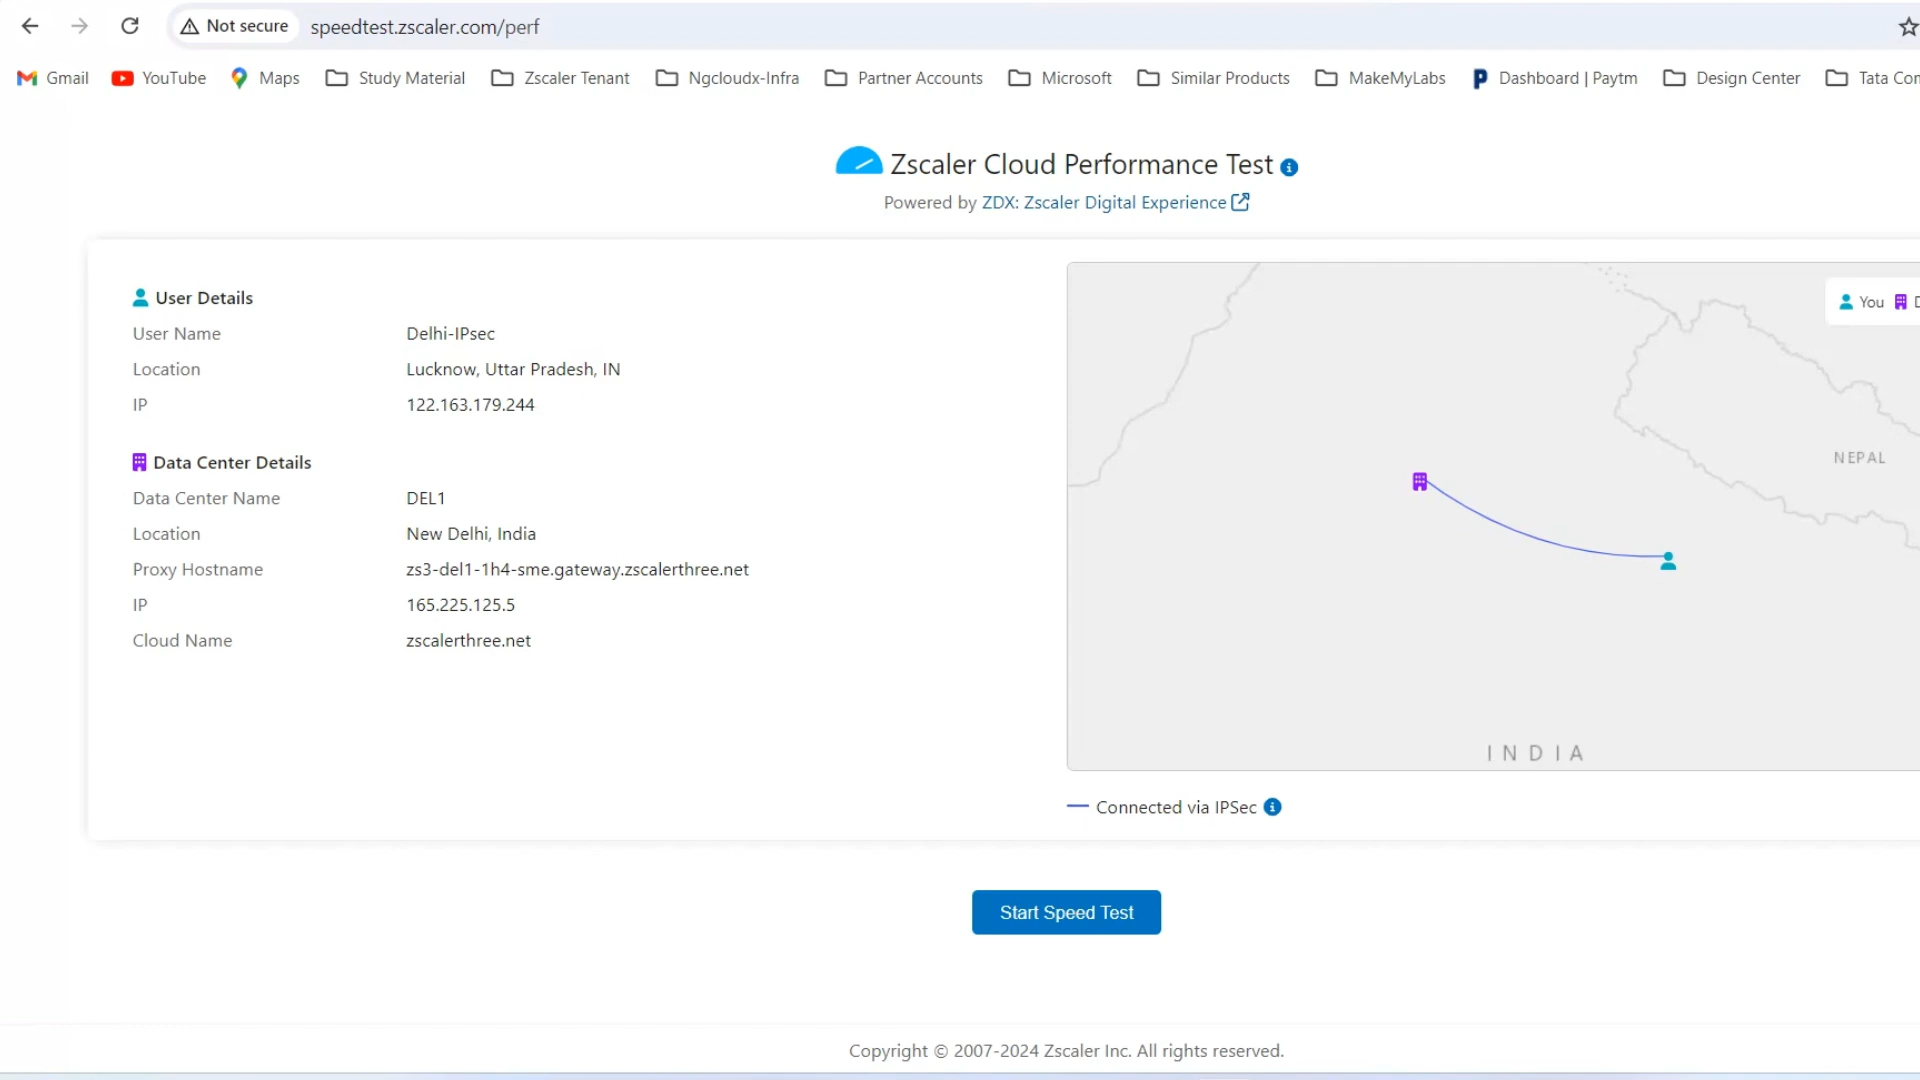 Not secure speedtest.zscaler.com/perf
Gmail YouTube Maps Study Material Zscaler Tenant Ngcloudx-Infra Partner Accounts Microsoft Similar Products MakeMyLabs Dashboard | Paytm Design Center Tata Con
Zscaler Cloud Performance Test
Powered by ZDX: Zscaler Digital Experience
User Details
User Name Delhi-IPsec
Location Lucknow, Uttar Pradesh, IN
IP 122.163.179.244
Data Center Details
Data Center Name DEL1
Location New Delhi, India
Proxy Hostname zs3-del1-1h4-sme.gateway.zscalerthree.net
IP 165.225.125.5
Cloud Name zscalerthree.net
You
NEPAL
INDIA
Connected via IPSec
Start Speed Test
Copyright © 2007-2024 Zscaler Inc. All rights reserved.